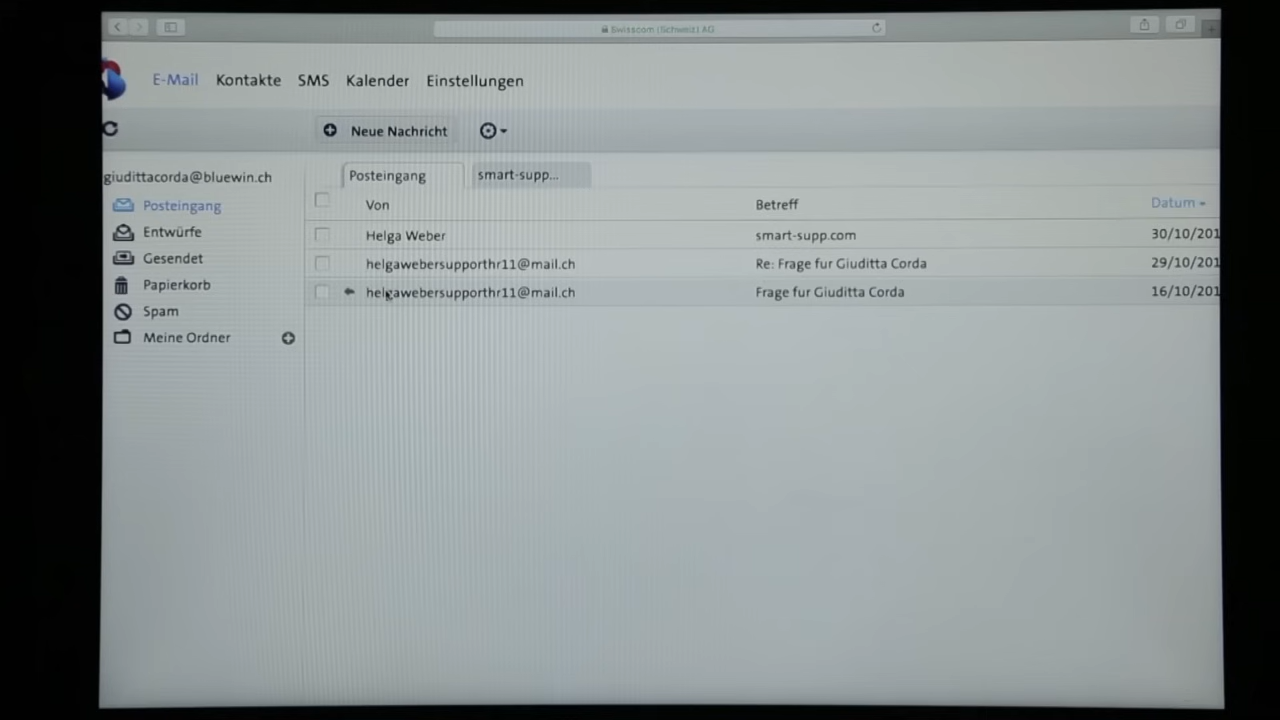 Swisscom (Schweiz) AG
E-Mail Kontakte SMS Kalender Einstellungen
Neue Nachricht
giudittacorda@bluewin.ch
Posteingang
Entwürfe
Gesendet
Papierkorb
Spam
Meine Ordner
Posteingang smart-supp...
Von Betreff Datum
Helga Weber smart-supp.com 30/10/201
helgawebersupporthr11@mail.ch Re: Frage fur Giuditta Corda 29/10/201
helgawebersupporthr11@mail.ch Frage fur Giuditta Corda 16/10/201